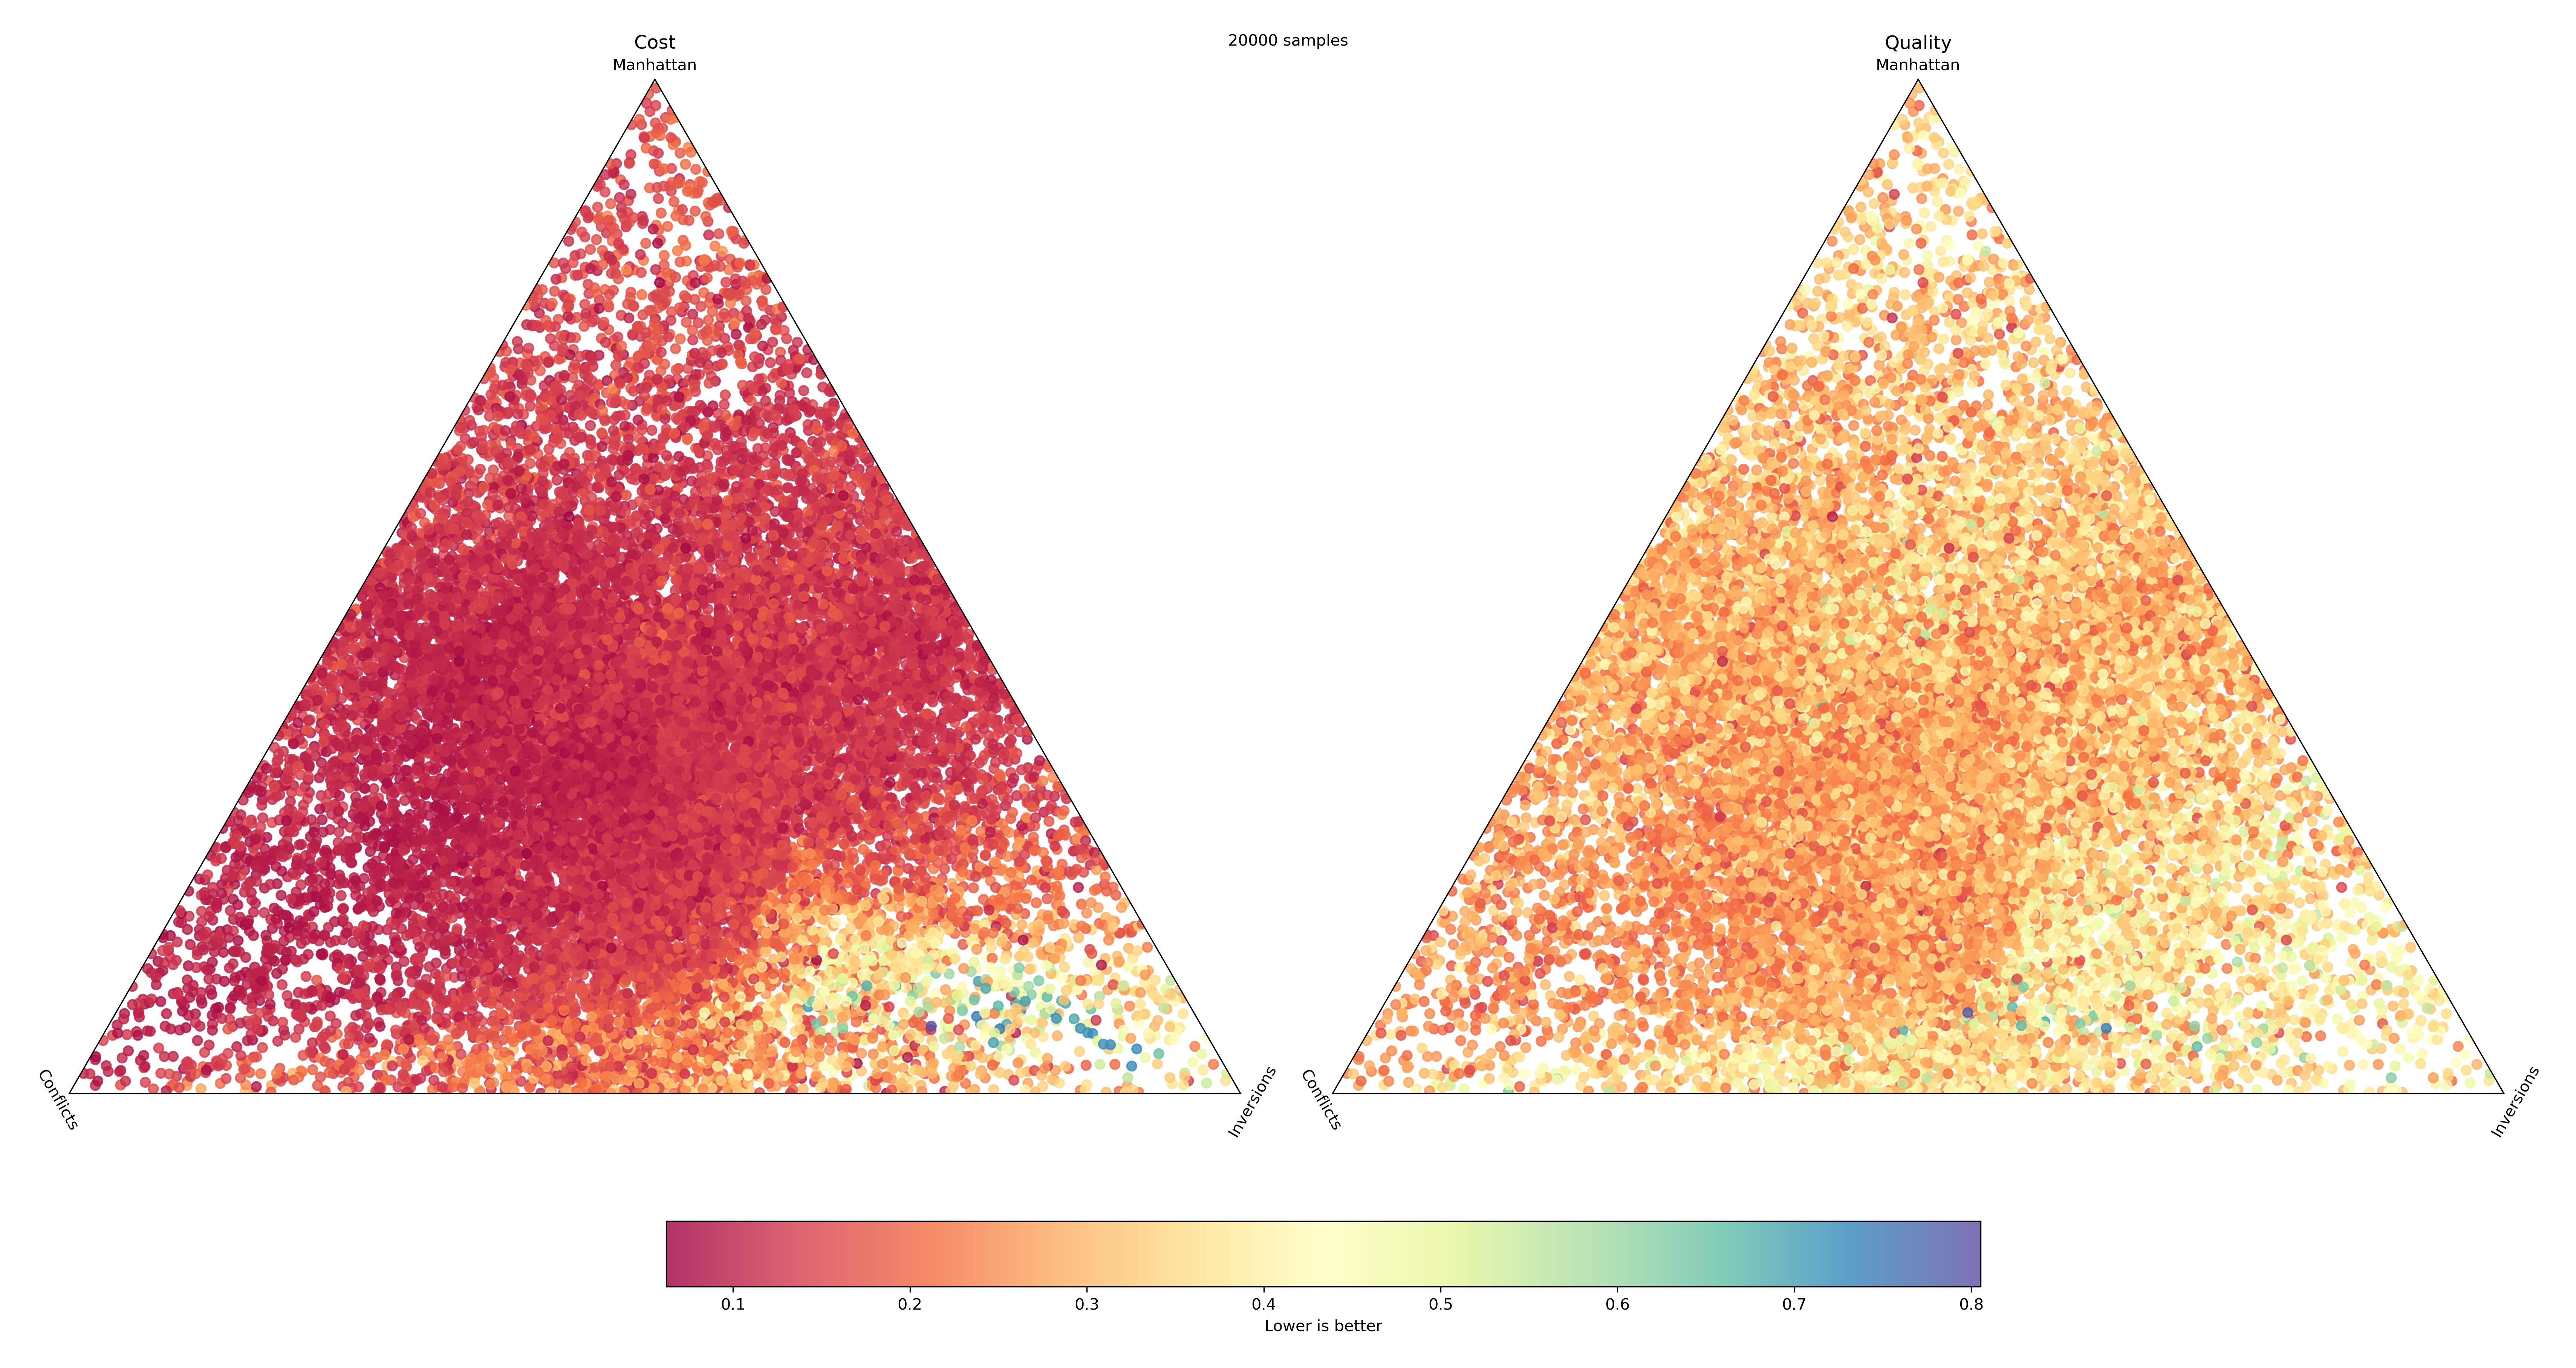 20000 samples
Cost
Manhattan
Conflicts
Inversions
Quality
Manhattan
Conflicts
Inversions
0.1 0.2 0.3 0.4 0.5 0.6 0.7 0.8
Lower is better